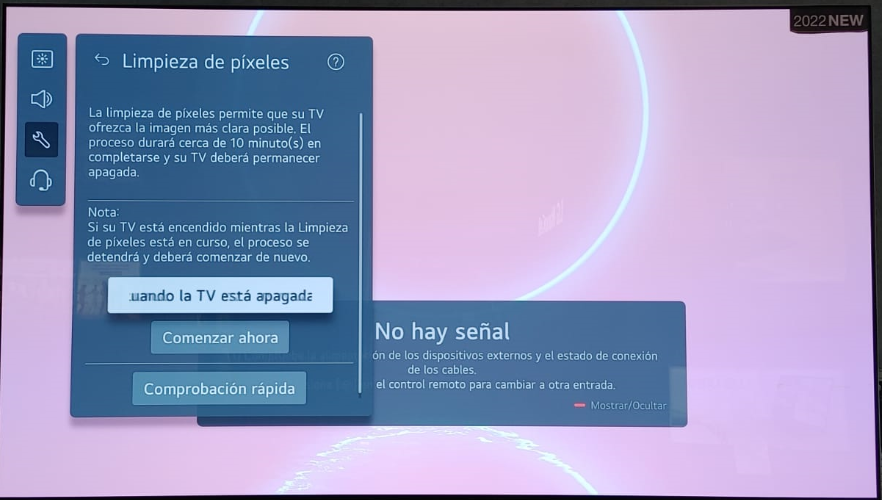 2022 NEW
Limpieza de píxeles
?
La limpieza de píxeles permite que su TV
ofrezca la imagen más clara posible. El
proceso durará cerca de 10 minuto(s) en
completarse y su TV deberá permanecer
apagada.
Nota:
Si su TV está encendido mientras la Limpieza
de píxeles está en curso, el proceso se
detendrá y deberá comenzar de nuevo.
uando la TV está apagada
Comenzar ahora
Comprobación rápida
No hay señal
de los dispositivos externos y el estado de conexión
de los cables.
el control remoto para cambiar a otra entrada.
Mostrar/Ocultar